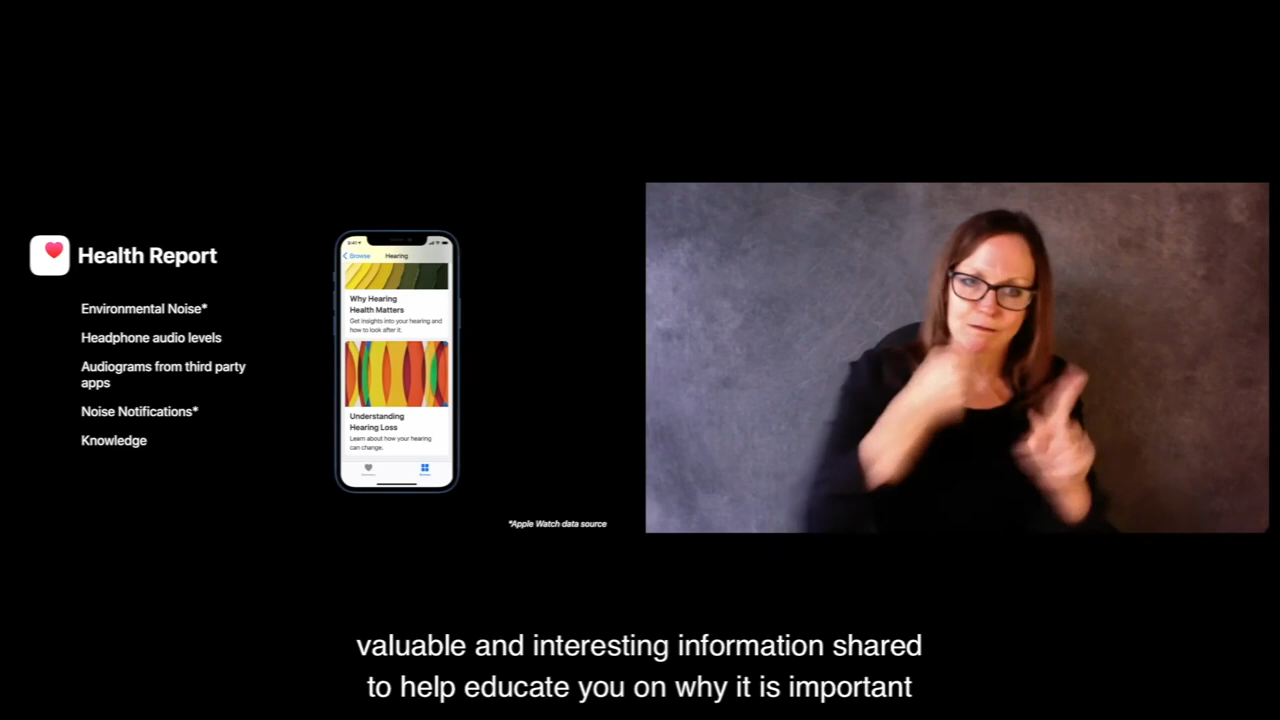 Health Report
Environmental Noise*
Headphone audio levels
Audiograms from third party
apps
Noise Notifications*
Knowledge
9:41
Browse
Hearing
Why Hearing
Health Matters
Get insights into your hearing and
how to look after it.
Understanding
Hearing Loss
Learn about how your hearing
can change.
*Apple Watch data source
valuable and interesting information shared
to help educate you on why it is important